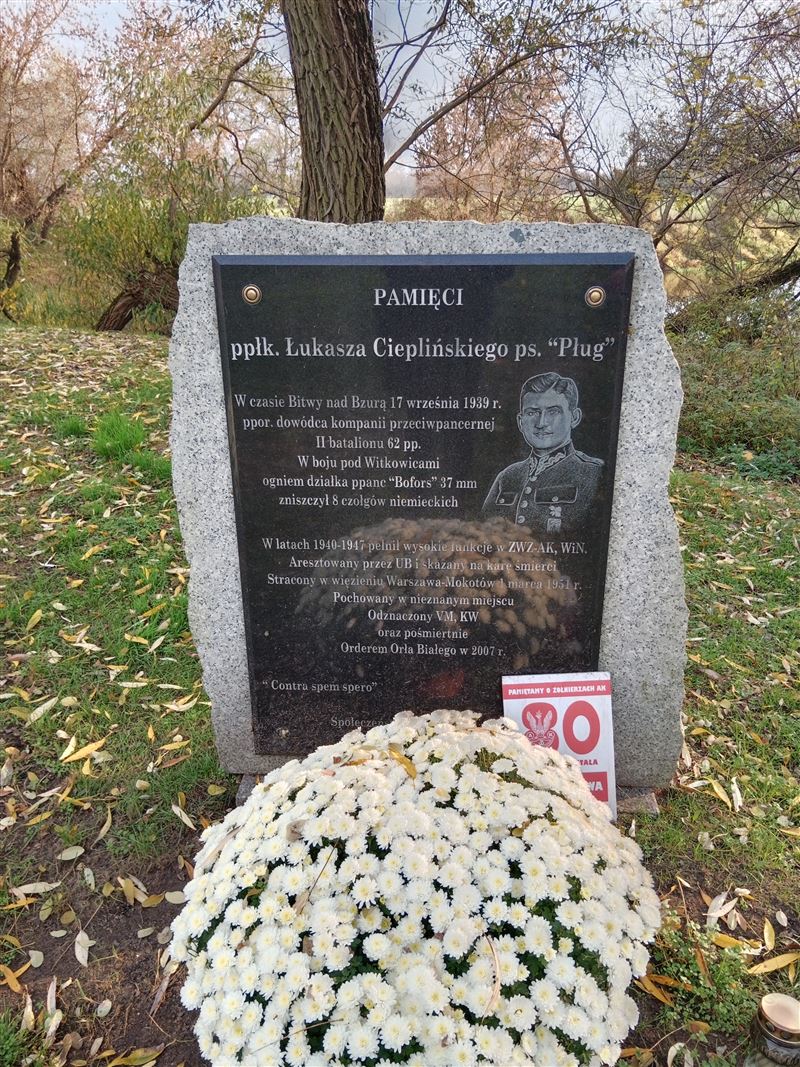 PAMIĘCI
ppłk. Łukasza Cieplińskiego ps. “Pług”
W czasie Bitwy nad Bzurą 17 września 1939 r.
ppor. dowódca kompanii przeciwpancernej
II batalionu 62 pp.
W boju pod Witkowicami
ogniem działka ppanc “Bofors” 37 mm
zniszczył 8 czołgów niemieckich
W latach 1940-1947 pełnił wysokie funkcje w ZWZ-AK, WiN.
Aresztowany przez UB i skazany na karę śmierci
Stracony w więzieniu Warszawa-Mokotów 1 marca 1951 r.
Pochowany w nieznanym miejscu
Odznaczony VM, KW
oraz pośmiertnie
Orderem Orła Białego w 2007 r.
“Contra spem spero”
PAMIĘTAMY O ŻOŁNIERZACH AK
80